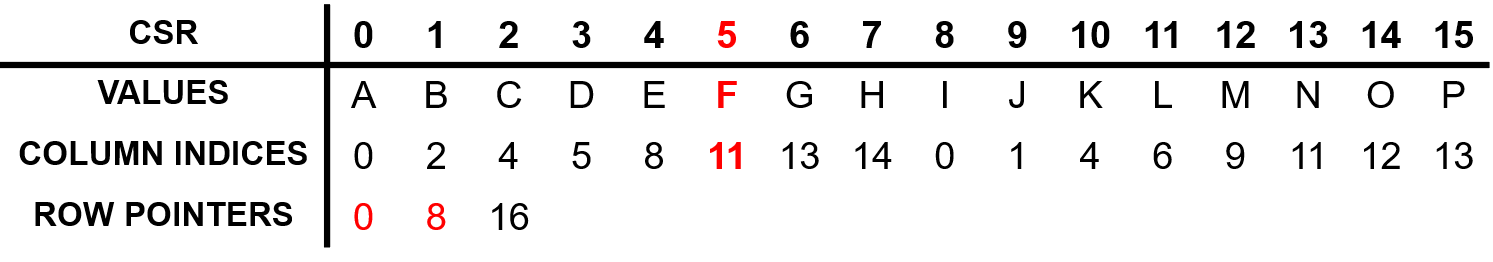 CSR 0 1 2 3 4 5 6 7 8 9 10 11 12 13 14 15
VALUES A B C D E F G H I J K L M N O P
COLUMN INDICES 0 2 4 5 8 11 13 14 0 1 4 6 9 11 12 13
ROW POINTERS 0 8 16